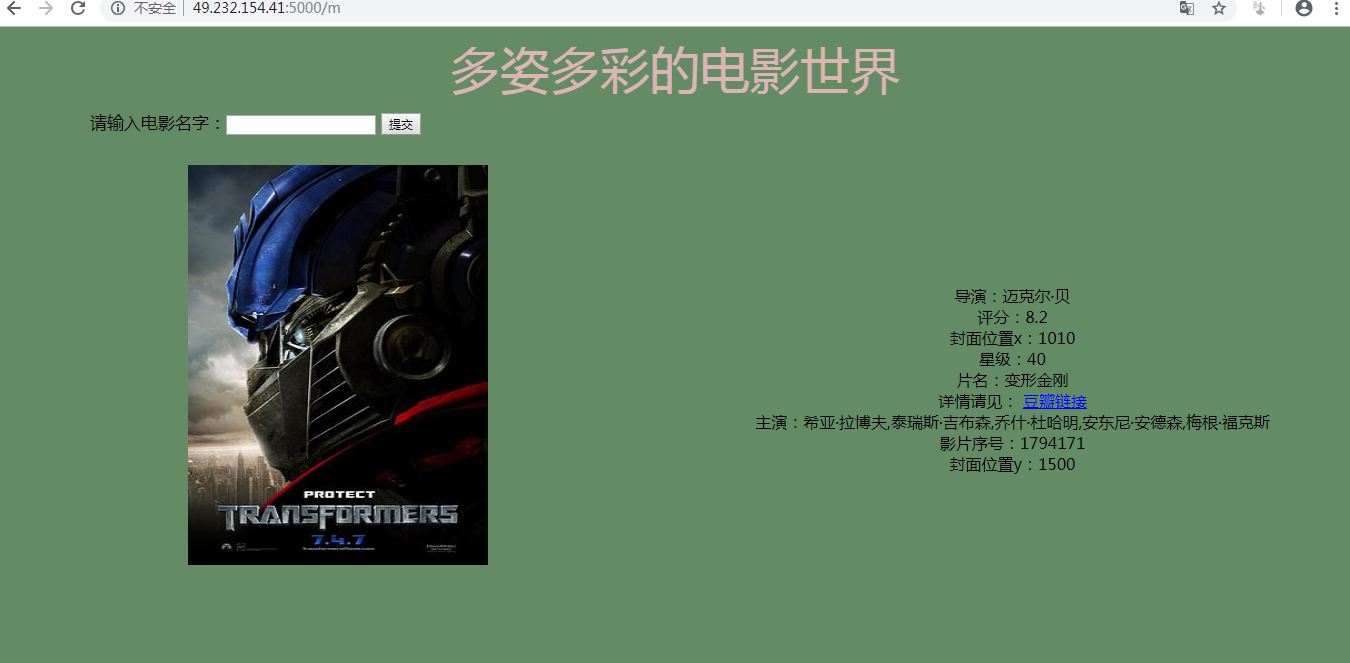 不安全 49.232.154.41:5000/m
多姿多彩的电影世界
请输入电影名字： 提交
PROTECT
TRANSFORMERS
7.4.7
导演：迈克尔·贝
评分：8.2
封面位置x：1010
星级：40
片名：变形金刚
详情请见： 豆瓣链接
主演：希亚·拉博夫,泰瑞斯·吉布森,乔什·杜哈明,安东尼·安德森,梅根·福克斯
影片序号：1794171
封面位置y：1500